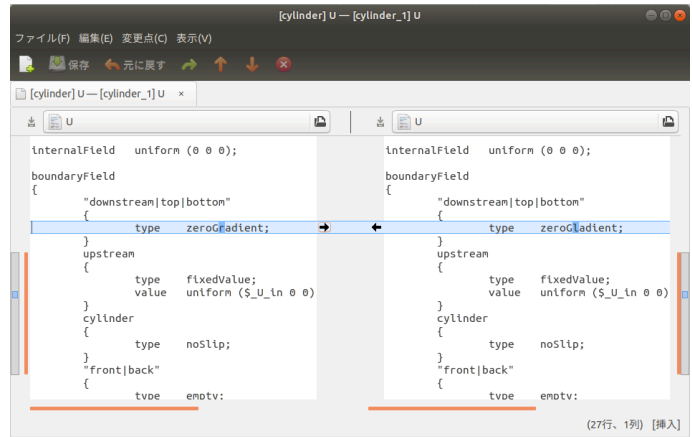 [cylinder] U — [cylinder_1] U
ファイル(F) 編集(E) 変更点(C) 表示(V)
保存 元に戻す
[cylinder] U — [cylinder_1] U ×
U
internalField uniform (0 0 0);
boundaryField
{
"downstream|top|bottom"
{
type zeroGradient;
}
upstream
{
type fixedValue;
value uniform ($_U_in 0 0)
}
cylinder
{
type noSlip;
}
"front|back"
{
type empty;
U
internalField uniform (0 0 0);
boundaryField
{
"downstream|top|bottom"
{
type zeroGladient;
}
upstream
{
type fixedValue;
value uniform ($_U_in 0 0)
}
cylinder
{
type noSlip;
}
"front|back"
{
type empty;
(27行、1列) [挿入]